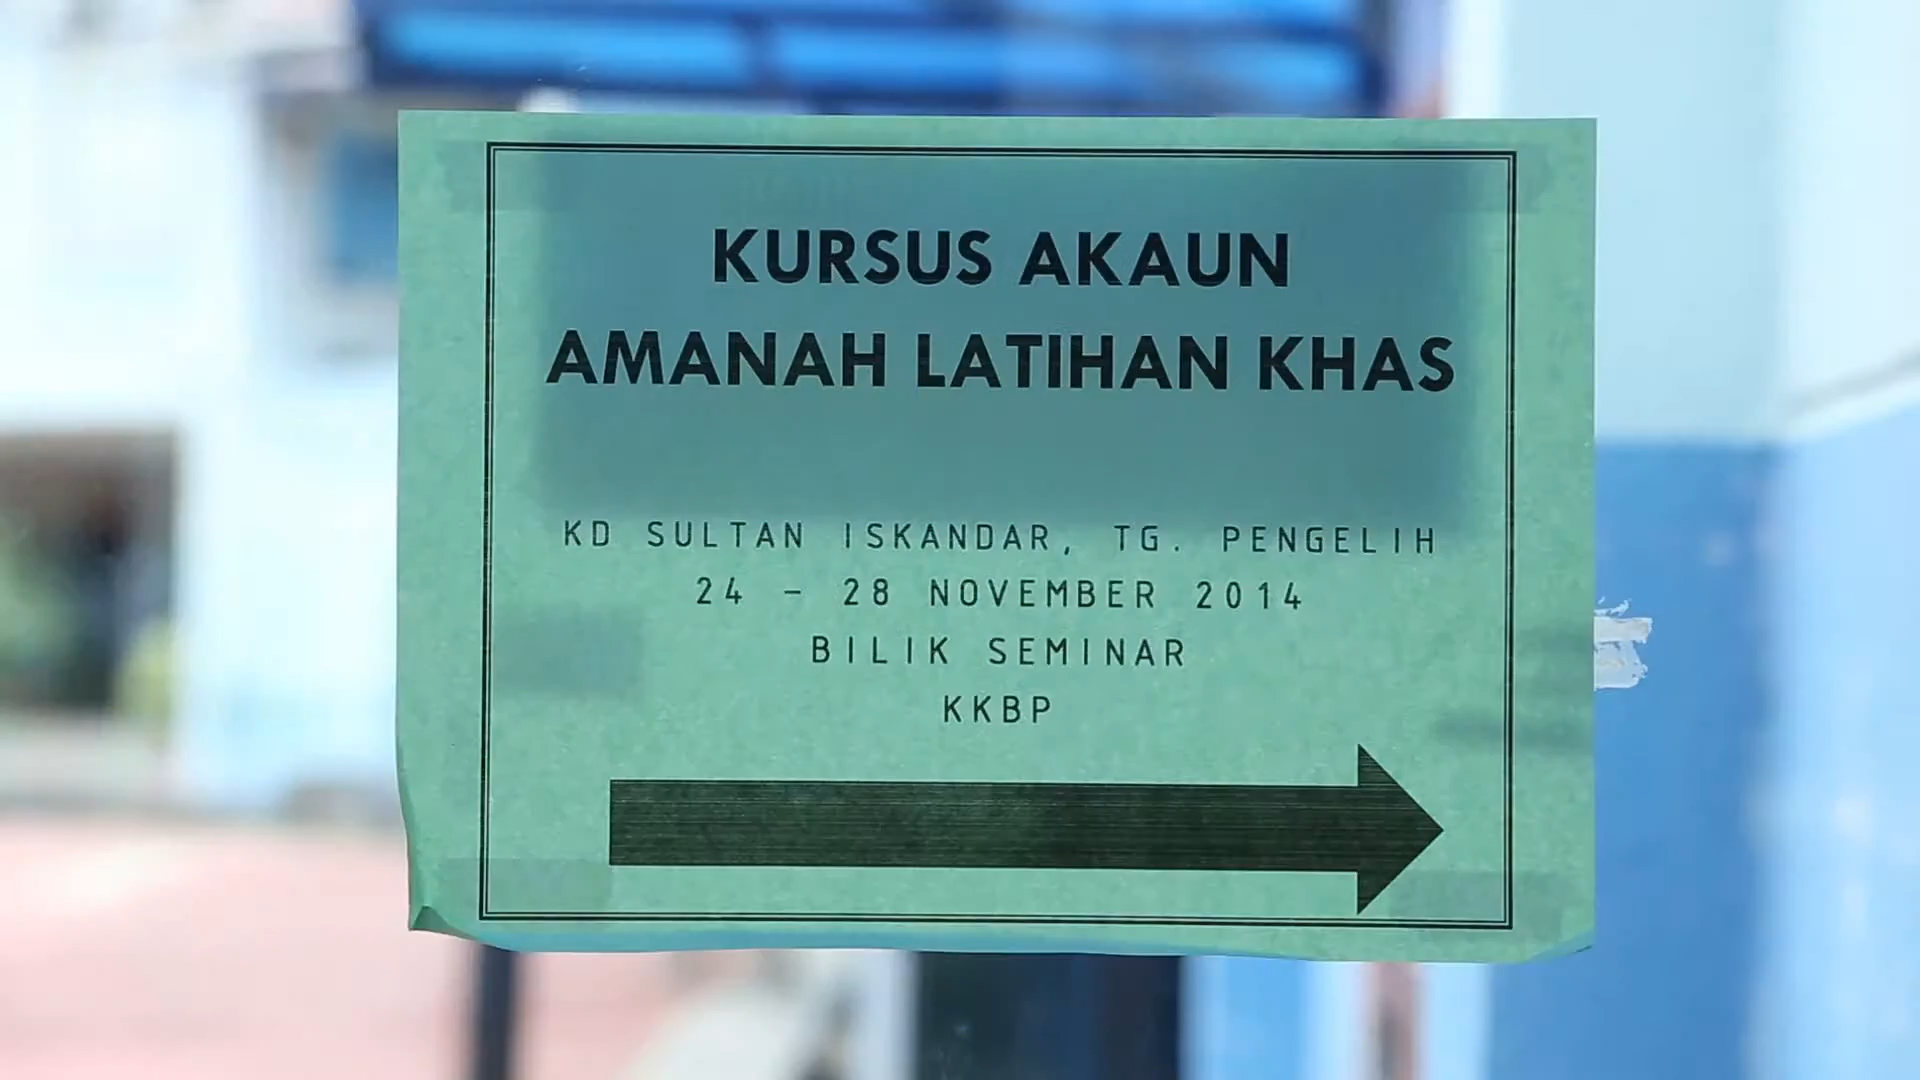 KURSUS AKAUN
AMANAH LATIHAN KHAS
KD SULTAN ISKANDAR, TG. PENGELIH
24 – 28 NOVEMBER 2014
BILIK SEMINAR
KKBP